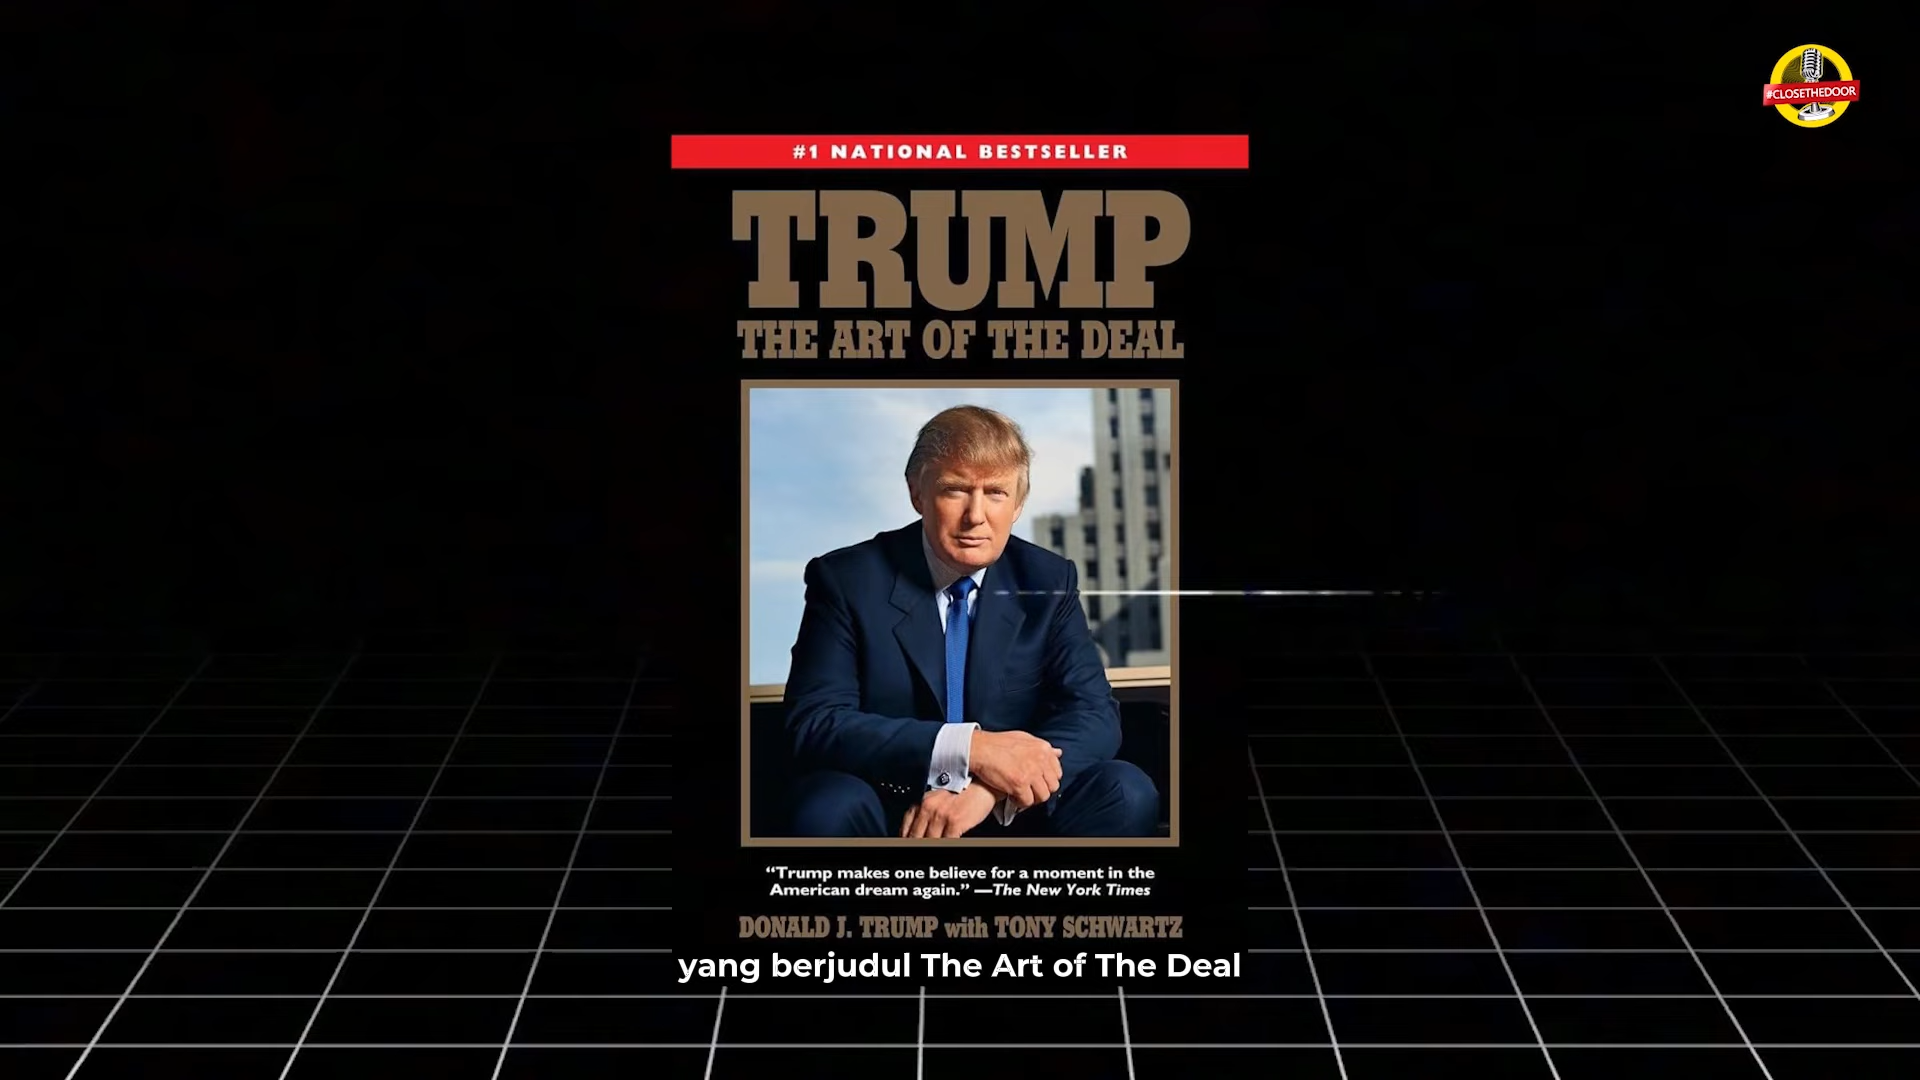 #CLOSETHEDOOR
#1 NATIONAL BESTSELLER
TRUMP
THE ART OF THE DEAL
“Trump makes one believe for a moment in the
American dream again.” —The New York Times
DONALD J. TRUMP with TONY SCHWARTZ
yang berjudul The Art of The Deal